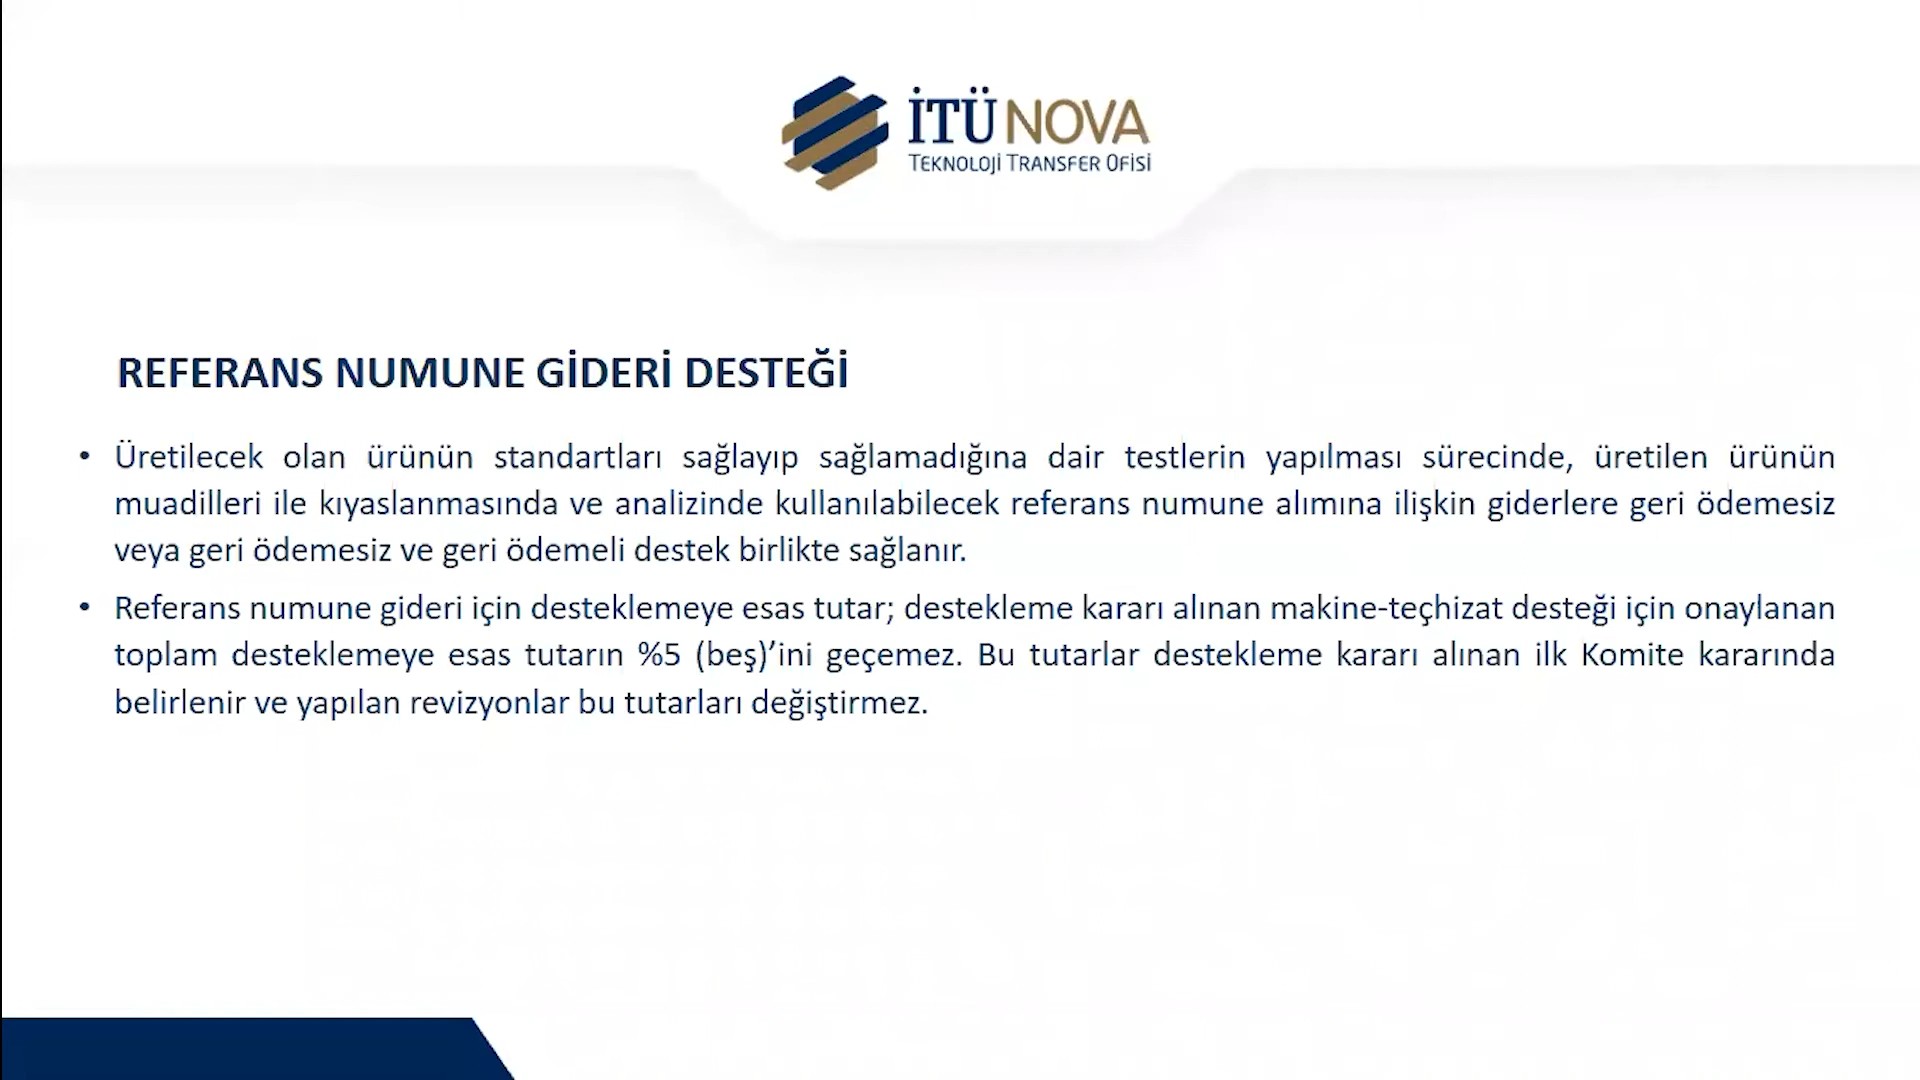 İTÜ NOVA
TEKNOLOJİ TRANSFER OFİSİ
REFERANS NUMUNE GİDERİ DESTEĞİ
• Üretilecek olan ürünün standartları sağlayıp sağlamadığına dair testlerin yapılması sürecinde, üretilen ürünün
muadilleri ile kıyaslanmasında ve analizinde kullanılabilecek referans numune alımına ilişkin giderlere geri ödemesiz
veya geri ödemesiz ve geri ödemeli destek birlikte sağlanır.
• Referans numune gideri için desteklemeye esas tutar; destekleme kararı alınan makine-teçhizat desteği için onaylanan
toplam desteklemeye esas tutarın %5 (beş)’ini geçemez. Bu tutarlar destekleme kararı alınan ilk Komite kararında
belirlenir ve yapılan revizyonlar bu tutarları değiştirmez.